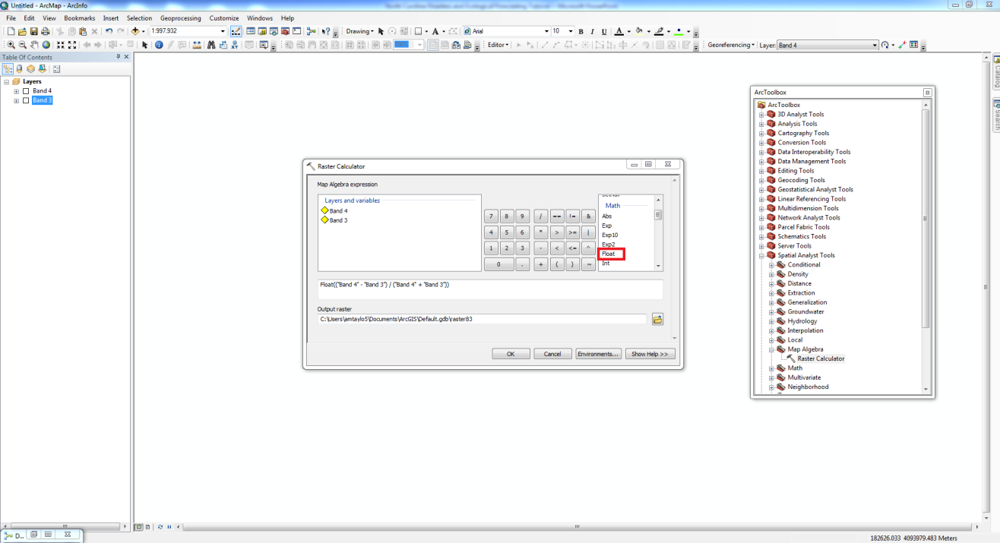 Untitled - ArcMap - ArcInfo
File Edit View Bookmarks Insert Selection Geoprocessing Customize Windows Help
1:997,932
Drawing
A
Arial
10
B I U A
Editor
Georeferencing
Layer:
Band 4
Table Of Contents
Layers
Band 4
Band 3
Catalog
Search
ArcToolbox
ArcToolbox
3D Analyst Tools
Analysis Tools
Cartography Tools
Conversion Tools
Data Interoperability Tools
Data Management Tools
Editing Tools
Geocoding Tools
Geostatistical Analyst Tools
Linear Referencing Tools
Multidimension Tools
Network Analyst Tools
Parcel Fabric Tools
Schematics Tools
Server Tools
Spatial Analyst Tools
Conditional
Density
Distance
Extraction
Generalization
Groundwater
Hydrology
Interpolation
Local
Map Algebra
Raster Calculator
Math
Multivariate
Neighborhood
Raster Calculator
Map Algebra expression
Layers and variables
Band 4
Band 3
7 8 9 / == != &
4 5 6 * > >= |
1 2 3 - < <= ^
0 . + ( ) ~
Math
Abs
Exp
Exp10
Exp2
Float
Int
Float(("Band 4" - "Band 3") / ("Band 4" + "Band 3"))
Output raster
C:\Users\amtaylo5\Documents\ArcGIS\Default.gdb\raster83
OK Cancel Environments... Show Help >>
D...
182626.033 4093979.483 Meters